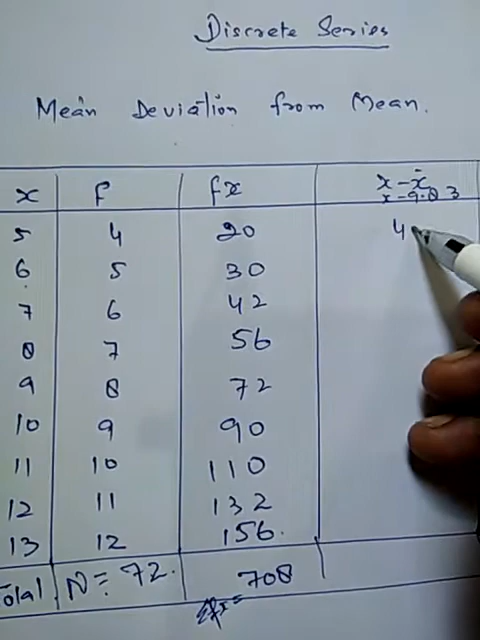 Discrete Series
Mean Deviation from Mean.
x f fx x - x̄
x - 9.83
5 4 20 4
6 5 30
7 6 42
8 7 56
9 8 72
10 9 90
11 10 110
12 11 132
13 12 156.
Total N = 72. 708